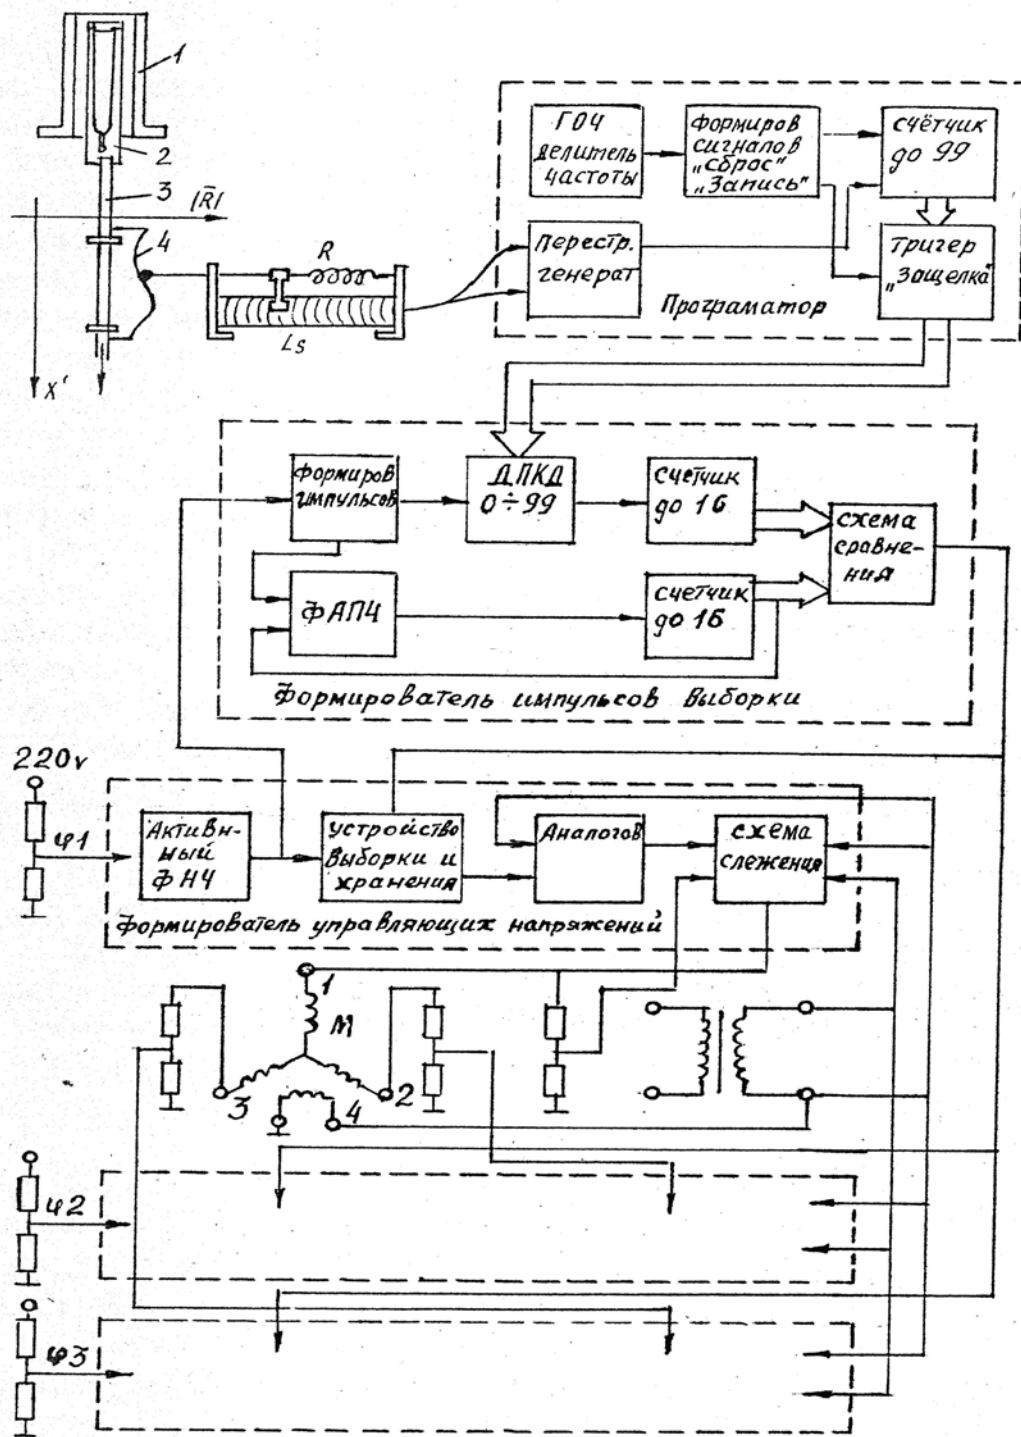 1
2
3
|R̄|
4
R
Ls
X'
ГОЧ
делитель
частоты
формиров
сигналов
„сброс"
„Запись"
счётчик
до 99
Перестр.
генерат
тригер
„Защелка"
Програматор
формиров
импульсов
ДПКД
0÷99
счетчик
до 16
схема
сравне-
ния
ФАПЧ
счетчик
до 16
Формирователь импульсов выборки
220v
φ1
Активн-
ный
ФНЧ
устройство
выборки и
хранения
Аналогов
схема
слежения
Формирователь управляющих напряжений
1
M
3
2
4
φ2
φ3